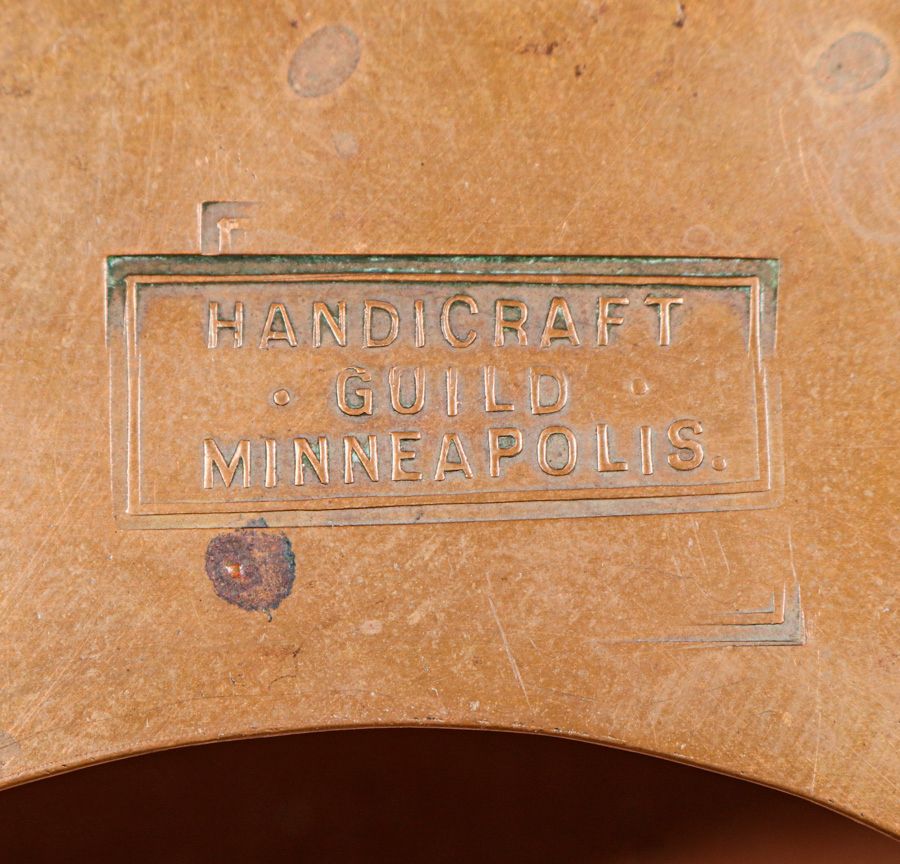 HANDICRAFT
· GUILD ·
MINNEAPOLIS.